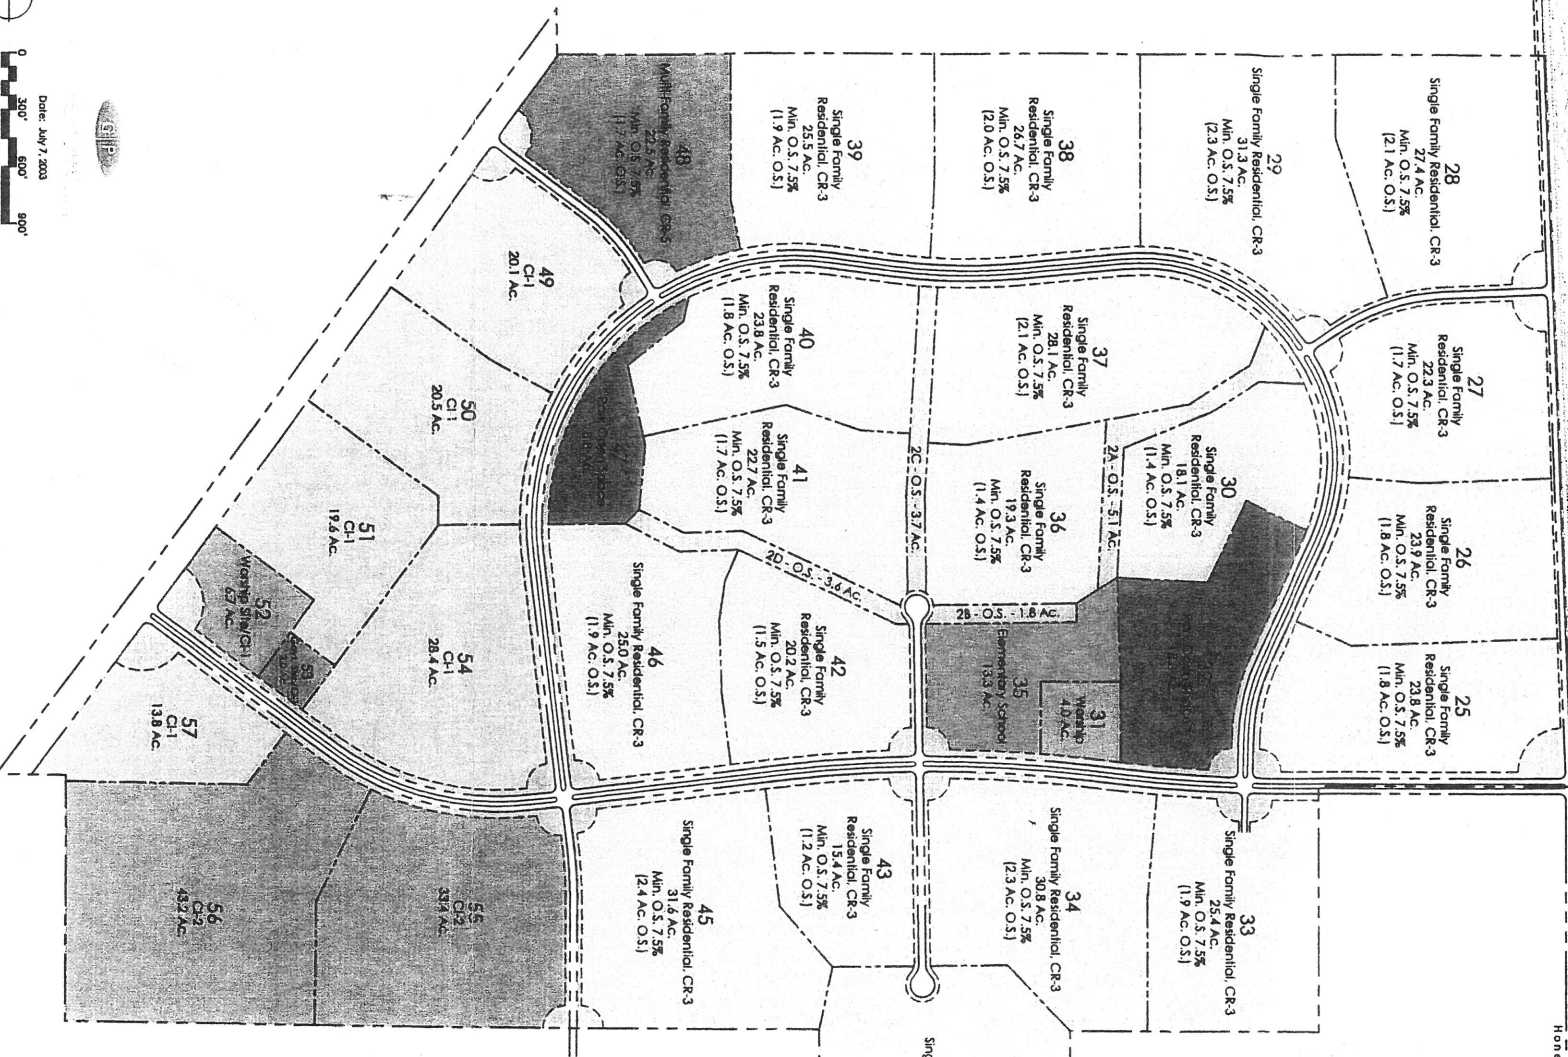 28
Single Family Residential, CR-3
27.4 Ac.
Min. O.S. 7.5%
(2.1 Ac. O.S.)
29
Single Family Residential, CR-3
31.3 Ac.
Min. O.S. 7.5%
(2.3 Ac. O.S.)
38
Single Family
Residential, CR-3
26.7 Ac.
Min. O.S. 7.5%
(2.0 Ac. O.S.)
39
Single Family
Residential, CR-3
25.5 Ac.
Min. O.S. 7.5%
(1.9 Ac. O.S.)
48
Multi-Family Residential, CR-5
Min. O.S. 7.5%
(1.7 Ac. O.S.)
27
Single Family
Residential, CR-3
22.3 Ac.
Min. O.S. 7.5%
(1.7 Ac. O.S.)
37
Single Family
Residential, CR-3
28.1 Ac.
Min. O.S. 7.5%
(2.1 Ac. O.S.)
40
Single Family
Residential, CR-3
23.8 Ac.
Min. O.S. 7.5%
(1.8 Ac. O.S.)
49
CI-1
20.1 Ac.
26
Single Family
Residential, CR-3
23.9 Ac.
Min. O.S. 7.5%
(1.8 Ac. O.S.)
30
Single Family
Residential, CR-3
18.1 Ac.
Min. O.S. 7.5%
(1.4 Ac. O.S.)
2A - O.S. - 5.1 Ac.
36
Single Family
Residential, CR-3
19.3 Ac.
Min. O.S. 7.5%
(1.4 Ac. O.S.)
2C - O.S. - 3.7 Ac.
41
Single Family
Residential, CR-3
22.7 Ac.
Min. O.S. 7.5%
(1.7 Ac. O.S.)
50
CI-1
20.5 Ac.
51
CI-1
19.6 Ac.
25
Single Family
Residential, CR-3
23.8 Ac.
Min. O.S. 7.5%
(1.8 Ac. O.S.)
31
Worship
4.0 Ac.
2B - O.S. - 1.8 Ac.
35
Elementary School
13.3 Ac.
2D - O.S. - 3.6 Ac.
42
Single Family
Residential, CR-3
20.2 Ac.
Min. O.S. 7.5%
(1.5 Ac. O.S.)
46
Single Family Residential, CR-3
25.0 Ac.
Min. O.S. 7.5%
(1.9 Ac. O.S.)
54
CI-1
28.4 Ac.
52
Worship Site/CI-1
6.7 Ac.
53
57
CI-1
13.8 Ac.
33
Single Family Residential, CR-3
25.4 Ac.
Min. O.S. 7.5%
(1.9 Ac. O.S.)
34
Single Family Residential, CR-3
30.8 Ac.
Min. O.S. 7.5%
(2.3 Ac. O.S.)
43
Single Family
Residential, CR-3
15.4 Ac.
Min. O.S. 7.5%
(1.2 Ac. O.S.)
45
Single Family Residential, CR-3
31.6 Ac.
Min. O.S. 7.5%
(2.4 Ac. O.S.)
55
CI-2
33.4 Ac.
56
CI-2
43.2 Ac.
Date: July 7, 2003
0 300' 600' 900'